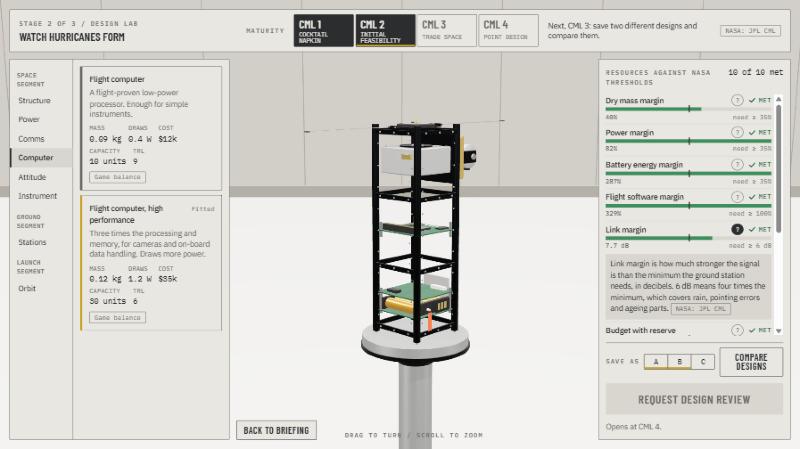 STAGE 2 OF 3 / DESIGN LAB
WATCH HURRICANES FORM
MATURITY
CML 1
COCKTAIL
NAPKIN
CML 2
INITIAL
FEASIBILITY
CML 3
TRADE SPACE
CML 4
POINT DESIGN
Next, CML 3: save two different designs and
compare them.
NASA: JPL CML
SPACE
SEGMENT
Structure
Power
Comms
Computer
Attitude
Instrument
GROUND
SEGMENT
Stations
LAUNCH
SEGMENT
Orbit
Flight computer
A flight-proven low-power
processor. Enough for simple
instruments.
MASS DRAWS COST
0.09 kg 0.4 W $12k
CAPACITY TRL
10 units 9
Game balance
Flight computer, high Fitted
performance
Three times the processing and
memory, for cameras and on-board
data handling. Draws more power.
MASS DRAWS COST
0.12 kg 1.2 W $35k
CAPACITY TRL
30 units 6
Game balance
BACK TO BRIEFING
DRAG TO TURN / SCROLL TO ZOOM
RESOURCES AGAINST NASA 10 of 10 met
THRESHOLDS
Dry mass margin ? ✓ MET
40% need ≥ 35%
Power margin ? ✓ MET
82% need ≥ 35%
Battery energy margin ? ✓ MET
287% need ≥ 35%
Flight software margin ? ✓ MET
329% need ≥ 100%
Link margin ? ✓ MET
7.7 dB need ≥ 6 dB
Link margin is how much stronger the signal
is than the minimum the ground station
needs, in decibels. 6 dB means four times the
minimum, which covers rain, pointing errors
and ageing parts. NASA: JPL CML
Budget with reserve ? ✓ MET
SAVE AS A B C
COMPARE
DESIGNS
REQUEST DESIGN REVIEW
Opens at CML 4.